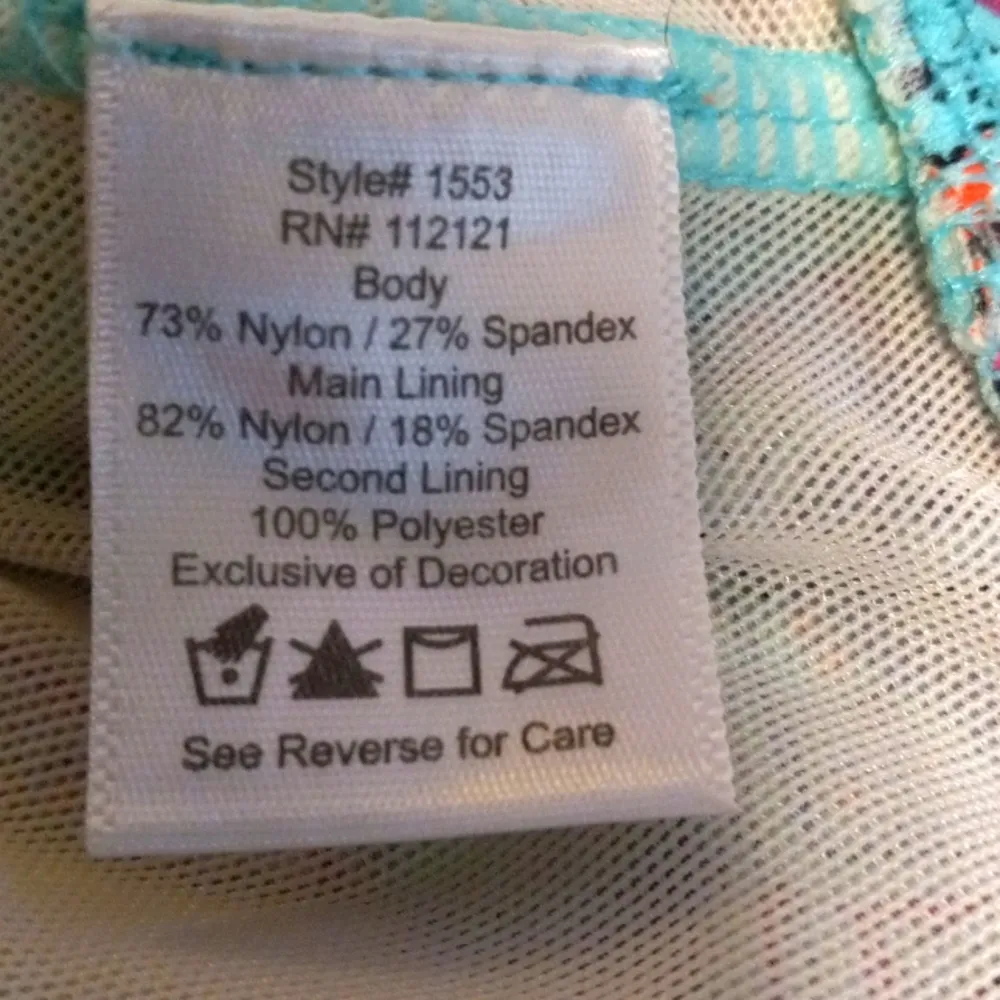 Style# 1553
RN# 112121
Body
73% Nylon / 27% Spandex
Main Lining
82% Nylon / 18% Spandex
Second Lining
100% Polyester
Exclusive of Decoration
See Reverse for Care